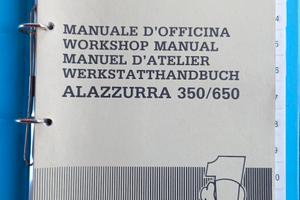 MANUALE D'OFFICINA
WORKSHOP MANUAL
MANUEL D'ATELIER
WERKSTATTHANDBUCH
ALAZZURRA 350/650